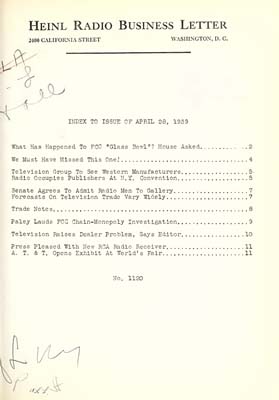 HEINL RADIO BUSINESS LETTER
2400 CALIFORNIA STREET WASHINGTON, D. C.
INDEX TO ISSUE OF APRIL 28, 1939
What Has Happened To FCC "Glass Bowl"? House Asked...........2
We Must Have Missed This One!................................4
Television Group To See Western Manufacturers................5
Radio Occupies Publishers At N.Y. Convention.................5
Senate Agrees To Admit Radio Men To Gallery..................7
Forecasts On Television Trade Vary Widely....................7
Trade Notes..................................................8
Paley Lauds FCC Chain-Monopoly Investigation.................9
Television Raises Dealer Problem, Says Editor...............10
Press Pleased With New RCA Radio Receiver...................11
A. T. & T. Opens Exhibit At World's Fair....................11
No. 1120